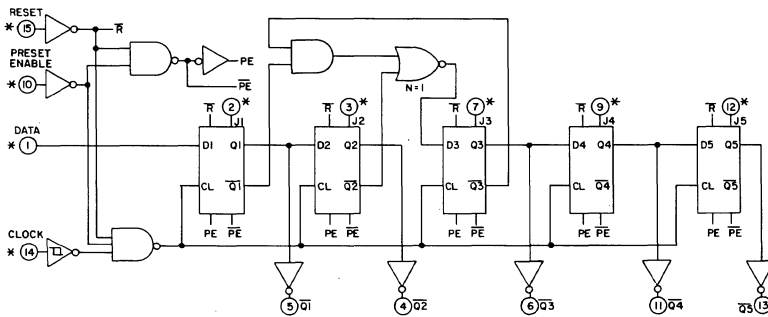 RESET
* 15
R̅
PRESET
ENABLE
* 10
PE
P̅E̅
N=1
DATA
* 1
R̅ 2 *
J1
D1 Q1
CL Q̅1̅
PE P̅E̅
R̅ 3 *
J2
D2 Q2
CL Q̅2̅
PE P̅E̅
R̅ 7 *
J3
D3 Q3
CL Q̅3̅
PE P̅E̅
R̅ 9 *
J4
D4 Q4
CL Q̅4̅
PE P̅E̅
R̅ 12 *
J5
D5 Q5
CL Q̅5̅
PE P̅E̅
CLOCK
* 14
5 Q̅1̅
4 Q̅2̅
6 Q̅3̅
11 Q̅4̅
Q̅5̅ 13